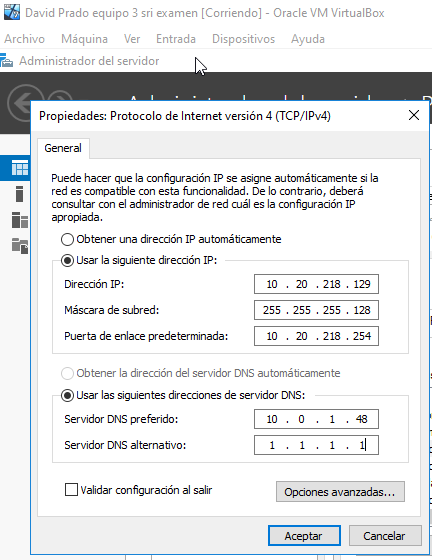 David Prado equipo 3 sri examen [Corriendo] - Oracle VM VirtualBox
Archivo Máquina Ver Entrada Dispositivos Ayuda
Administrador del servidor
Propiedades: Protocolo de Internet versión 4 (TCP/IPv4)
General
Puede hacer que la configuración IP se asigne automáticamente si la
red es compatible con esta funcionalidad. De lo contrario, deberá
consultar con el administrador de red cuál es la configuración IP
apropiada.
Obtener una dirección IP automáticamente
Usar la siguiente dirección IP:
Dirección IP: 10 . 20 . 218 . 129
Máscara de subred: 255 . 255 . 255 . 128
Puerta de enlace predeterminada: 10 . 20 . 218 . 254
Obtener la dirección del servidor DNS automáticamente
Usar las siguientes direcciones de servidor DNS:
Servidor DNS preferido: 10 . 0 . 1 . 48
Servidor DNS alternativo: 1 . 1 . 1 . 1
Validar configuración al salir
Opciones avanzadas...
Aceptar Cancelar